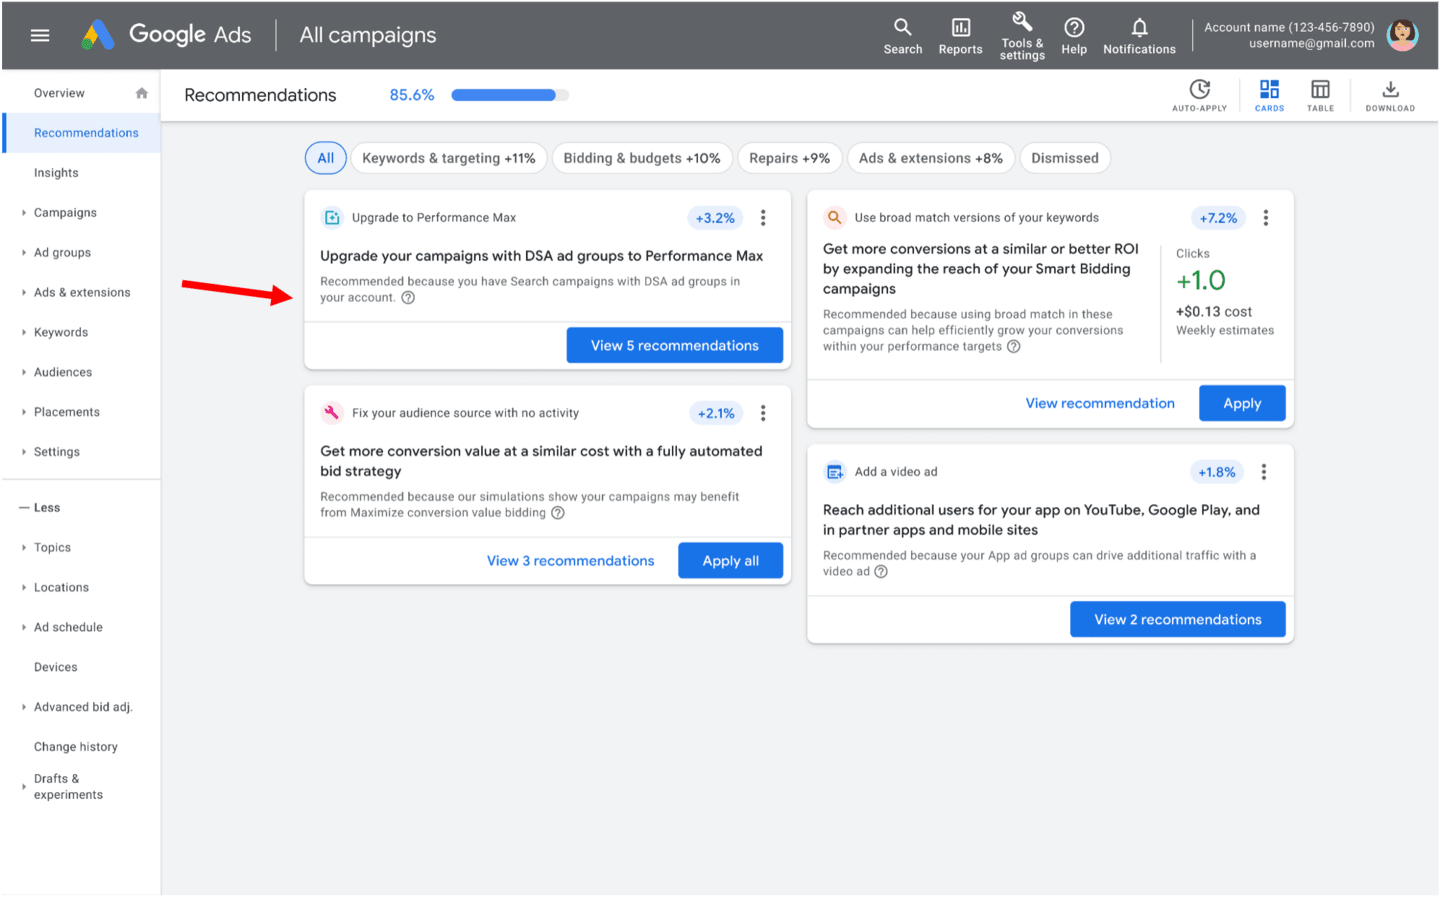 Google Ads
All campaigns
Search
Reports
Tools &
settings
Help
Notifications
Account name (123-456-7890)
username@gmail.com
Overview
Recommendations
Insights
Campaigns
Ad groups
Ads & extensions
Keywords
Audiences
Placements
Settings
Less
Topics
Locations
Ad schedule
Devices
Advanced bid adj.
Change history
Drafts &
experiments
Recommendations
85.6%
AUTO-APPLY
CARDS
TABLE
DOWNLOAD
All
Keywords & targeting +11%
Bidding & budgets +10%
Repairs +9%
Ads & extensions +8%
Dismissed
Upgrade to Performance Max
+3.2%
Upgrade your campaigns with DSA ad groups to Performance Max
Recommended because you have Search campaigns with DSA ad groups in
your account.
View 5 recommendations
Fix your audience source with no activity
+2.1%
Get more conversion value at a similar cost with a fully automated
bid strategy
Recommended because our simulations show your campaigns may benefit
from Maximize conversion value bidding
View 3 recommendations
Apply all
Use broad match versions of your keywords
+7.2%
Get more conversions at a similar or better ROI
by expanding the reach of your Smart Bidding
campaigns
Recommended because using broad match in these
campaigns can help efficiently grow your conversions
within your performance targets
Clicks
+1.0
+$0.13 cost
Weekly estimates
View recommendation
Apply
Add a video ad
+1.8%
Reach additional users for your app on YouTube, Google Play, and
in partner apps and mobile sites
Recommended because your App ad groups can drive additional traffic with a
video ad
View 2 recommendations